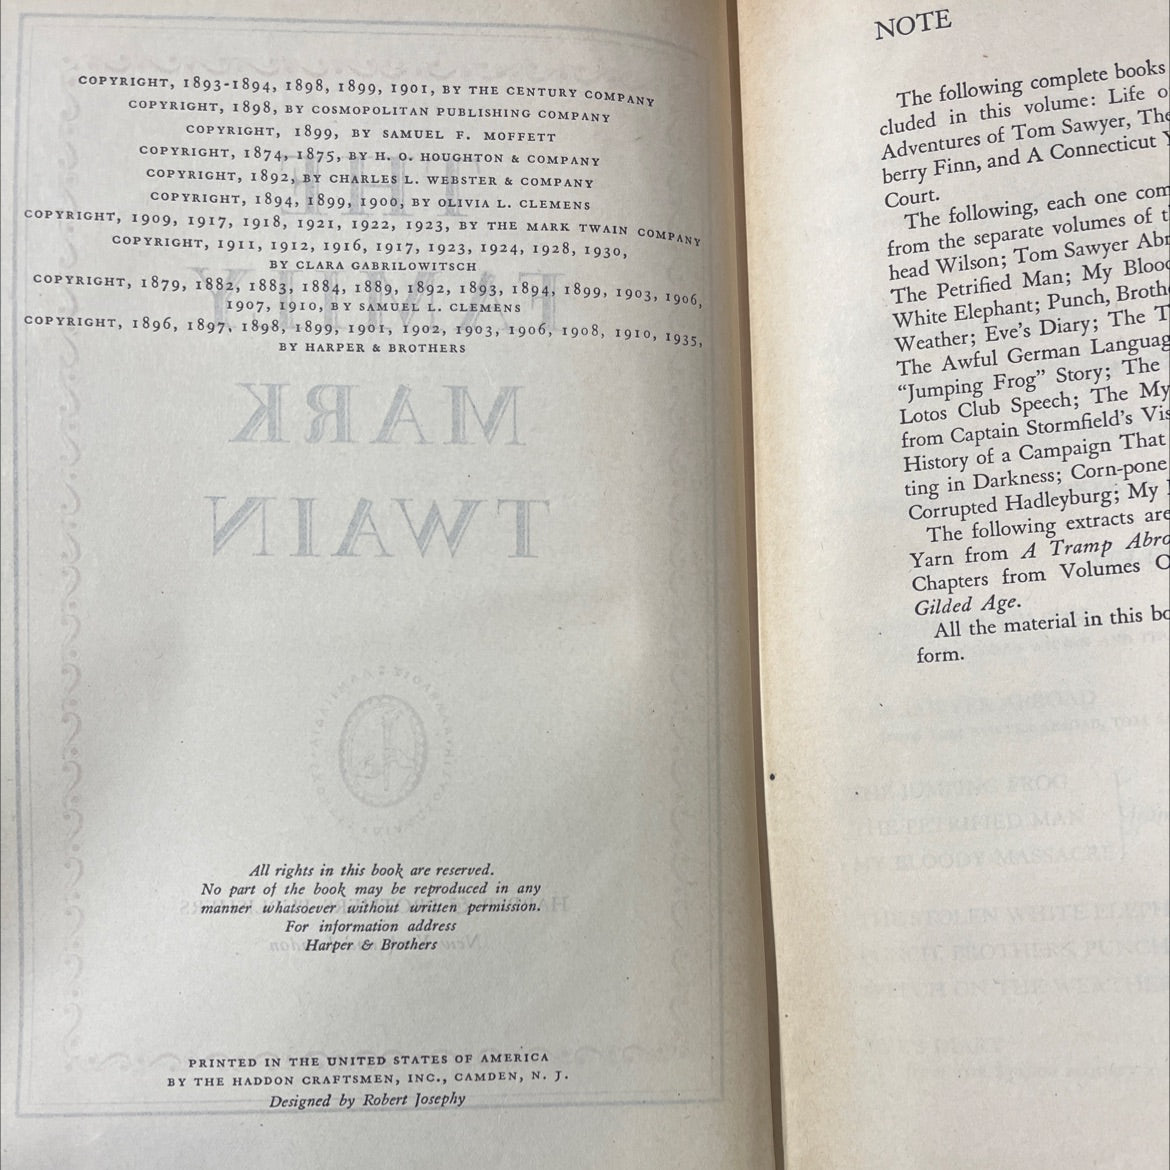 COPYRIGHT, 1893-1894, 1898, 1899, 1901, BY THE CENTURY COMPANY
COPYRIGHT, 1898, BY COSMOPOLITAN PUBLISHING COMPANY
COPYRIGHT, 1899, BY SAMUEL F. MOFFETT
COPYRIGHT, 1874, 1875, BY H. O. HOUGHTON & COMPANY
COPYRIGHT, 1892, BY CHARLES L. WEBSTER & COMPANY
COPYRIGHT, 1894, 1899, 1900, BY OLIVIA L. CLEMENS
COPYRIGHT, 1909, 1917, 1918, 1921, 1922, 1923, BY THE MARK TWAIN COMPANY
COPYRIGHT, 1911, 1912, 1916, 1917, 1923, 1924, 1928, 1930,
BY CLARA GABRILOWITSCH
COPYRIGHT, 1879, 1882, 1883, 1884, 1889, 1892, 1893, 1894, 1899, 1903, 1906,
1907, 1910, BY SAMUEL L. CLEMENS
COPYRIGHT, 1896, 1897, 1898, 1899, 1901, 1902, 1903, 1906, 1908, 1910, 1935,
BY HARPER & BROTHERS
THE
FAMILY
MARK
TWAIN
All rights in this book are reserved.
No part of the book may be reproduced in any
manner whatsoever without written permission.
For information address
Harper & Brothers
PRINTED IN THE UNITED STATES OF AMERICA
BY THE HADDON CRAFTSMEN, INC., CAMDEN, N. J.
Designed by Robert Josephy
NOTE
The following complete books
cluded in this volume: Life o
Adventures of Tom Sawyer, The
berry Finn, and A Connecticut Y
Court.
The following, each one com
from the separate volumes of t
head Wilson; Tom Sawyer Abr
The Petrified Man; My Blood
White Elephant; Punch, Broth
Weather; Eve's Diary; The T
The Awful German Languag
"Jumping Frog" Story; The
Lotos Club Speech; The My
from Captain Stormfield's Vis
History of a Campaign That
ting in Darkness; Corn-pone
Corrupted Hadleyburg; My
The following extracts are
Yarn from A Tramp Abro
Chapters from Volumes O
Gilded Age.
All the material in this bo
form.